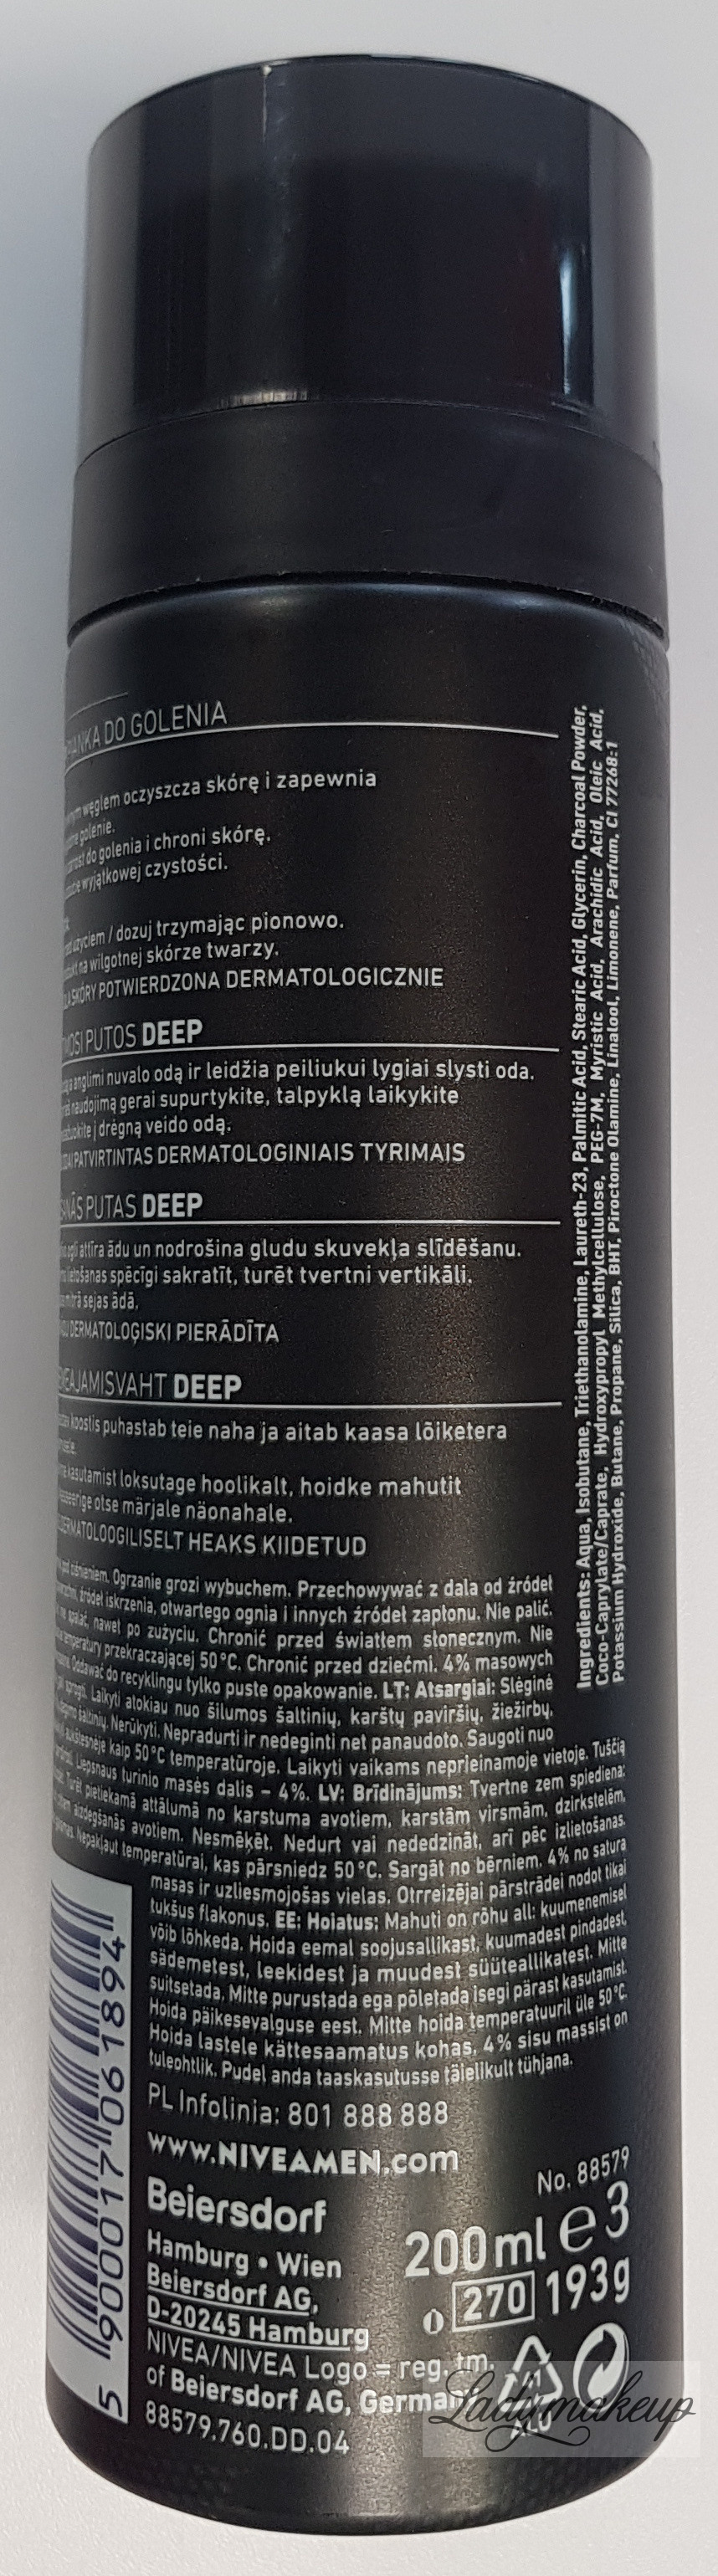 DO GOLENIA
węglem oczyszcza skórę i zapewnia
golenie.
do golenia i chroni skórę.
wyjątkowej czystości.
/ dozuj trzymając pionowo.
na wilgotnej skórze twarzy.
SKÓRY POTWIERDZONA DERMATOLOGICZNIE
PUTOS DEEP
anglimi nuvalo odą ir leidžia peiliukui lygiai slysti oda.
naudojimą gerai supurtykite, talpyklą laikykite
į drėgną veido odą.
PATVIRTINTAS DERMATOLOGINIAIS TYRIMAIS
PUTAS DEEP
attīra ādu un nodrošina gludu skuvekļa slīdēšanu.
lietošanas spēcīgi sakratīt, turēt tvertni vertikāli.
sejas ādā.
DERMATOLOĢISKI PIERĀDĪTA
DEEP
koostis puhastab teie naha ja aitab kaasa lõiketera
kasutamist loksutage hoolikalt, hoidke mahutit
otse märjale näonahale.
HEAKS KIIDETUD
pod ciśnieniem. Ogrzanie grozi wybuchem. Przechowywać z dala od źródeł
źródeł iskrzenia, otwartego ognia i innych źródeł zapłonu. Nie palić.
nawet po zużyciu. Chronić przed światłem słonecznym. Nie
temperatury przekraczającej 50°C. Chronić przed dziećmi. 4% masowych
Oddawać do recyklingu tylko puste opakowanie. LT: Atsargiai: Slėginė
Laikyti atokiau nuo šilumos šaltinių, karštų paviršių, žiežirbų,
šaltinių. Nerūkyti. Nepradurti ir nedeginti net panaudoto. Saugoti nuo
aukštesnėje kaip 50°C temperatūroje. Laikyti vaikams neprieinamoje vietoje. Tuščią
Liepsnaus turinio masės dalis – 4%. LV: Brīdinājums: Tvertne zem spiediena:
Turēt pietiekamā attālumā no karstuma avotiem, karstām virsmām, dzirkstelēm,
aizdegšanās avotiem. Nesmēķēt. Nedurt vai nededzināt, arī pēc izlietošanas.
Nepakļaut temperatūrai, kas pārsniedz 50°C. Sargāt no bērniem. 4% no satura
masas ir uzliesmojošas vielas. Otrreizējai pārstrādei nodot tikai
tukšus flakonus. EE: Hoiatus: Mahuti on rõhu all: kuumenemisel
võib lõhkeda. Hoida eemal soojusallikast, kuumadest pindadest,
sädemetest, leekidest ja muudest süüteallikatest. Mitte
suitsetada. Mitte purustada ega põletada isegi pärast kasutamist.
Hoida päikesevalguse eest. Mitte hoida temperatuuril üle 50°C.
Hoida lastele kättesaamatus kohas. 4% sisu massist on
tuleohtlik. Pudel anda taaskasutusse täielikult tühjana.
Ingredients: Aqua, Isobutane, Triethanolamine, Laureth-23, Palmitic Acid, Stearic Acid, Glycerin, Charcoal Powder,
Coco-Caprylate/Caprate, Hydroxypropyl Methylcellulose, PEG-7M, Myristic Acid, Arachidic Acid, Oleic Acid,
Potassium Hydroxide, Butane, Propane, Silica, BHT, Piroctone Olamine, Linalool, Limonene, Parfum, CI 77268:1
5 900017 061894
PL Infolinia: 801 888 888
www.NIVEAMEN.com
No. 88579
Beiersdorf
Hamburg • Wien
Beiersdorf AG,
D-20245 Hamburg
200 ml e 3
270 193g
NIVEA/NIVEA Logo = reg. tm.
of Beiersdorf AG,
88579.760.DD.04
Ladymakeup